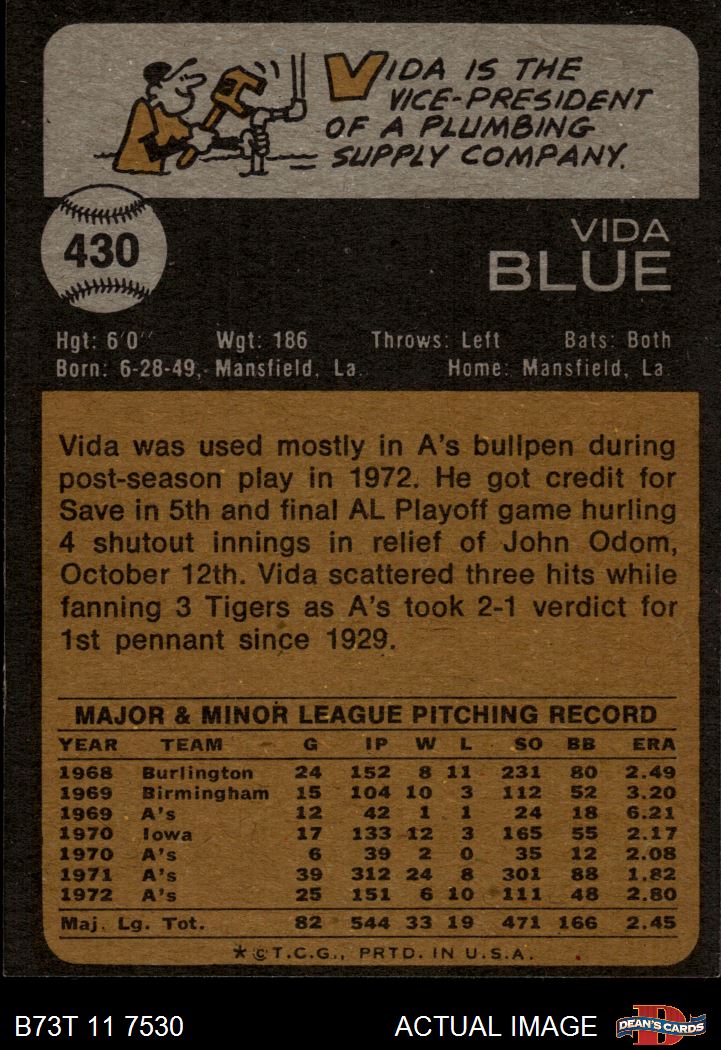 VIDA IS THE
VICE-PRESIDENT
OF A PLUMBING
SUPPLY COMPANY.
430
VIDA
BLUE
Hgt: 6'0" Wgt: 186 Throws: Left Bats: Both
Born: 6-28-49, Mansfield, La. Home: Mansfield, La.
Vida was used mostly in A's bullpen during
post-season play in 1972. He got credit for
Save in 5th and final AL Playoff game hurling
4 shutout innings in relief of John Odom,
October 12th. Vida scattered three hits while
fanning 3 Tigers as A's took 2-1 verdict for
1st pennant since 1929.
MAJOR & MINOR LEAGUE PITCHING RECORD
YEAR TEAM G IP W L SO BB ERA
1968 Burlington 24 152 8 11 231 80 2.49
1969 Birmingham 15 104 10 3 112 52 3.20
1969 A's 12 42 1 1 24 18 6.21
1970 Iowa 17 133 12 3 165 55 2.17
1970 A's 6 39 2 0 35 12 2.08
1971 A's 39 312 24 8 301 88 1.82
1972 A's 25 151 6 10 111 48 2.80
Maj. Lg. Tot. 82 544 33 19 471 166 2.45
*©T.C.G., PRTD. IN U.S.A.
B73T 11 7530 ACTUAL IMAGE D DEAN'S CARDS